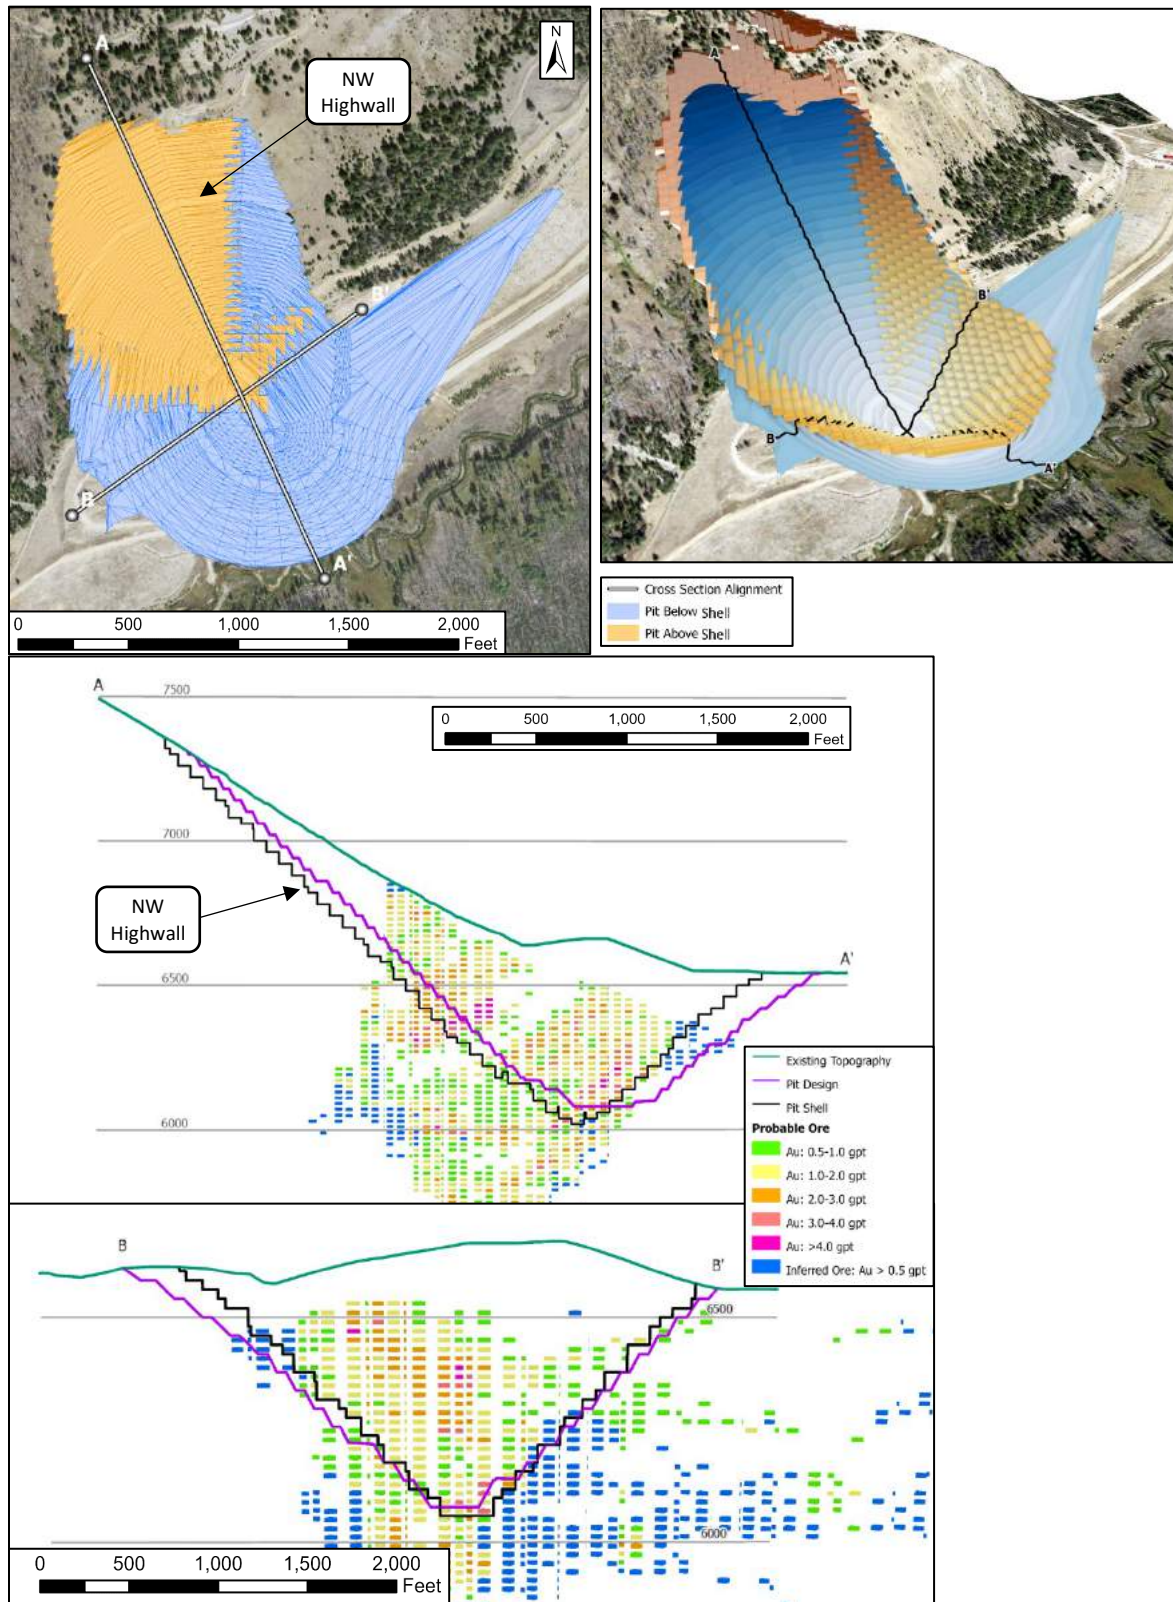 A
N
NW
Highwall
B'
B
A'
0 500 1,000 1,500 2,000
Feet
A
B'
B
A'
Cross Section Alignment
Pit Below Shell
Pit Above Shell
A
7500
0 500 1,000 1,500 2,000
Feet
7000
NW
Highwall
6500
A'
6000
Existing Topography
Pit Design
Pit Shell
Probable Ore
Au: 0.5-1.0 gpt
Au: 1.0-2.0 gpt
Au: 2.0-3.0 gpt
Au: 3.0-4.0 gpt
Au: >4.0 gpt
Inferred Ore: Au > 0.5 gpt
B
B'
6500
6000
0 500 1,000 1,500 2,000
Feet